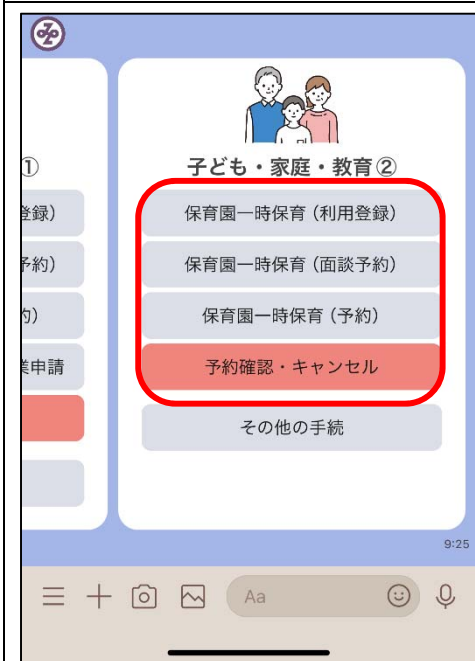 ①
登録)
予約)
約)
業申請
子ども・家庭・教育②
保育園一時保育(利用登録)
保育園一時保育(面談予約)
保育園一時保育(予約)
予約確認・キャンセル
その他の手続
9:25
Aa